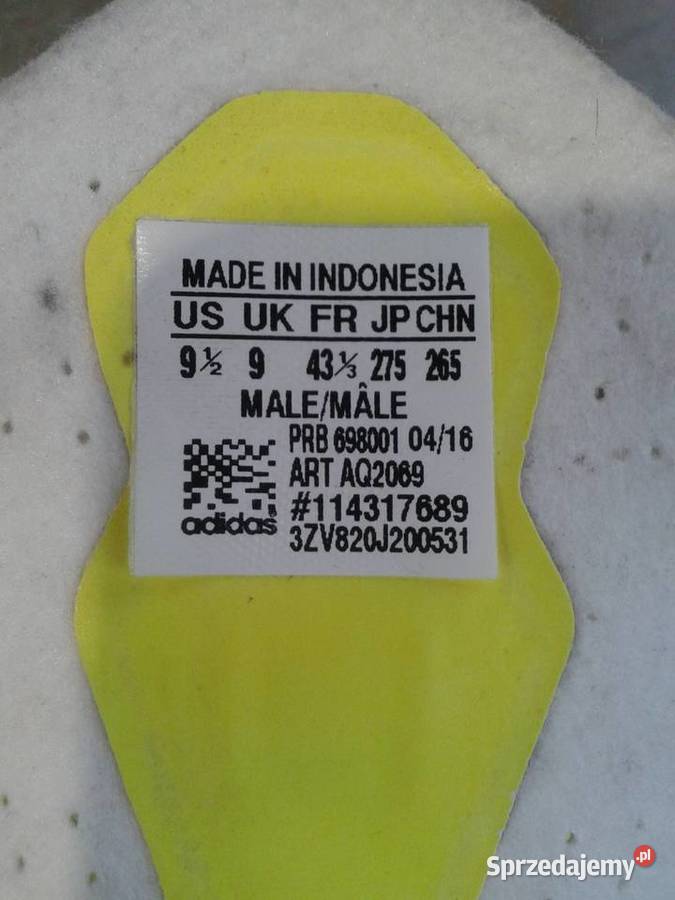 MADE IN INDONESIA
US UK FR JP CHN
9½ 9 43⅓ 275 265
MALE/MÂLE
PRB 698001 04/16
ART AQ2069
#114317689
adidas
3ZV820J200531
Sprzedajemy.pl